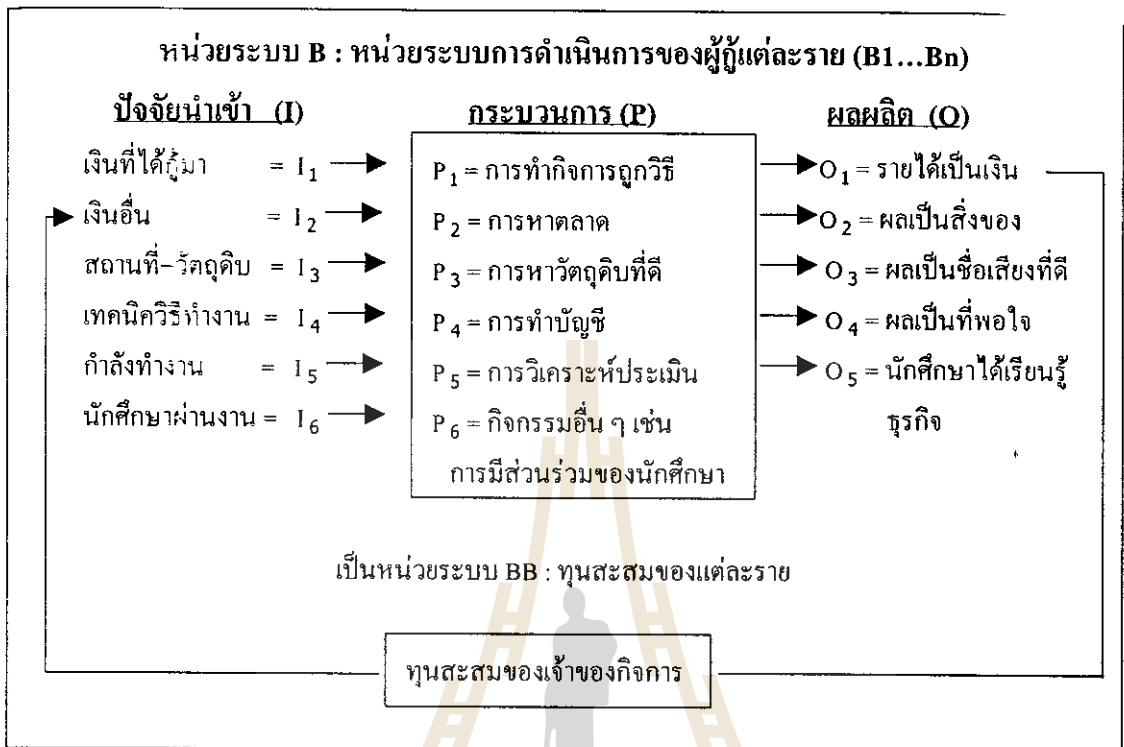 หน่วยระบบ B : หน่วยระบบการดำเนินการของผู้กู้แต่ละราย (B1...Bn)
ปัจจัยนำเข้า (I) กระบวนการ (P) ผลผลิต (O)
เงินที่ได้กู้มา = I1 P1 = การทำกิจการถูกวิธี O1 = รายได้เป็นเงิน
เงินอื่น = I2 P2 = การหาตลาด O2 = ผลเป็นสิ่งของ
สถานที่-วัตถุดิบ = I3 P3 = การหาวัตถุดิบที่ดี O3 = ผลเป็นชื่อเสียงที่ดี
เทคนิควิธีทำงาน = I4 P4 = การทำบัญชี O4 = ผลเป็นที่พอใจ
กำลังทำงาน = I5 P5 = การวิเคราะห์ประเมิน O5 = นักศึกษาได้เรียนรู้
นักศึกษาผ่านงาน = I6 P6 = กิจกรรมอื่น ๆ เช่น ธุรกิจ
การมีส่วนร่วมของนักศึกษา
เป็นหน่วยระบบ BB : ทุนสะสมของแต่ละราย
ทุนสะสมของเจ้าของกิจการ